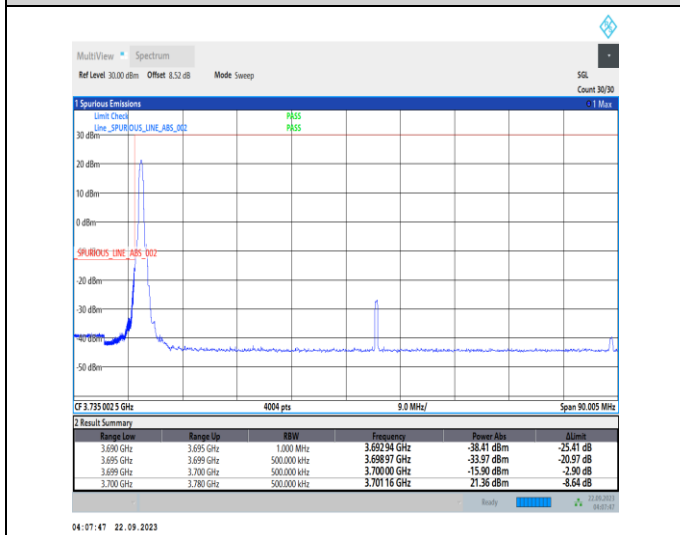 MultiView Spectrum
Ref Level 30.00 dBm Offset 8.52 dB Mode Sweep SGL
Count 30/30
1 Spurious Emissions 1 Max
Limit Check PASS
Line _SPURIOUS_LINE_ABS_002 PASS
30 dBm
20 dBm
10 dBm
0 dBm
_SPURIOUS_LINE_ABS_002
-20 dBm
-30 dBm
-40 dBm
-50 dBm
CF 3.735 002 5 GHz 4004 pts 9.0 MHz/ Span 90.005 MHz
2 Result Summary
Range Low Range Up RBW Frequency Power Abs ΔLimit
3.690 GHz 3.695 GHz 1.000 MHz 3.692 94 GHz -38.41 dBm -25.41 dB
3.695 GHz 3.699 GHz 500.000 kHz 3.698 97 GHz -33.97 dBm -20.97 dB
3.699 GHz 3.700 GHz 500.000 kHz 3.700 00 GHz -15.90 dBm -2.90 dB
3.700 GHz 3.780 GHz 500.000 kHz 3.701 16 GHz 21.36 dBm -8.64 dB
Ready 22.09.2023
04:07:47
04:07:47 22.09.2023